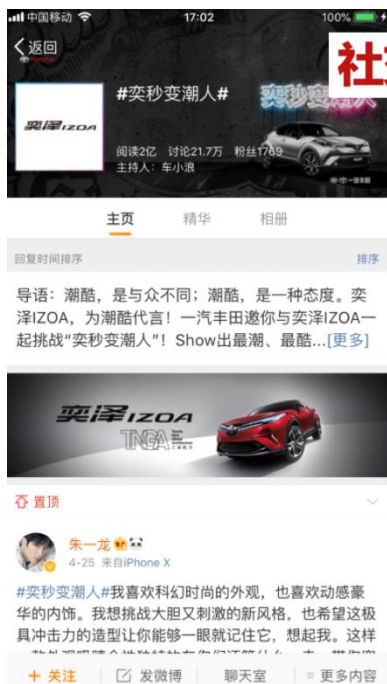 中国移动
17:02
100%
返回
社
#奕秒变潮人#
奕秒变潮人
奕泽IZOA
阅读2亿 讨论21.7万 粉丝1769
主持人：车小浪
主页
精华
相册
回复时间排序
排序
导语：潮酷，是与众不同；潮酷，是一种态度。奕
泽IZOA，为潮酷代言！一汽丰田邀你与奕泽IZOA一
起挑战“奕秒变潮人”！Show出最潮、最酷...[更多]
奕泽IZOA
TNGA
置顶
朱一龙
4-25 来自iPhone X
#奕秒变潮人#我喜欢科幻时尚的外观，也喜欢动感豪
华的内饰。我想挑战大胆又刺激的新风格，也希望这极
具冲击力的造型让你能够一眼就记住它，想起我。这样
+ 关注
发微博
聊天室
更多内容